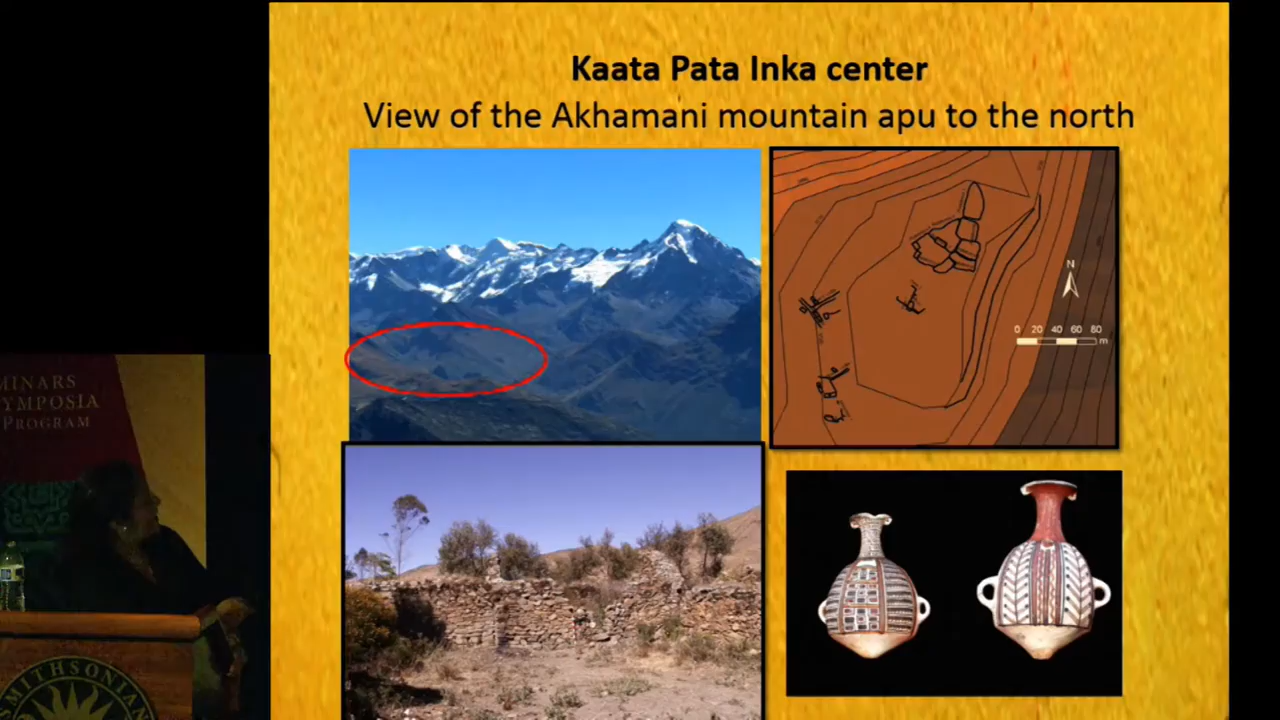 Kaata Pata Inka center
View of the Akhamani mountain apu to the north
N
0 20 40 60 80
m
MINARS
YMPOSIA
PROGRAM
SMITHSONIAN